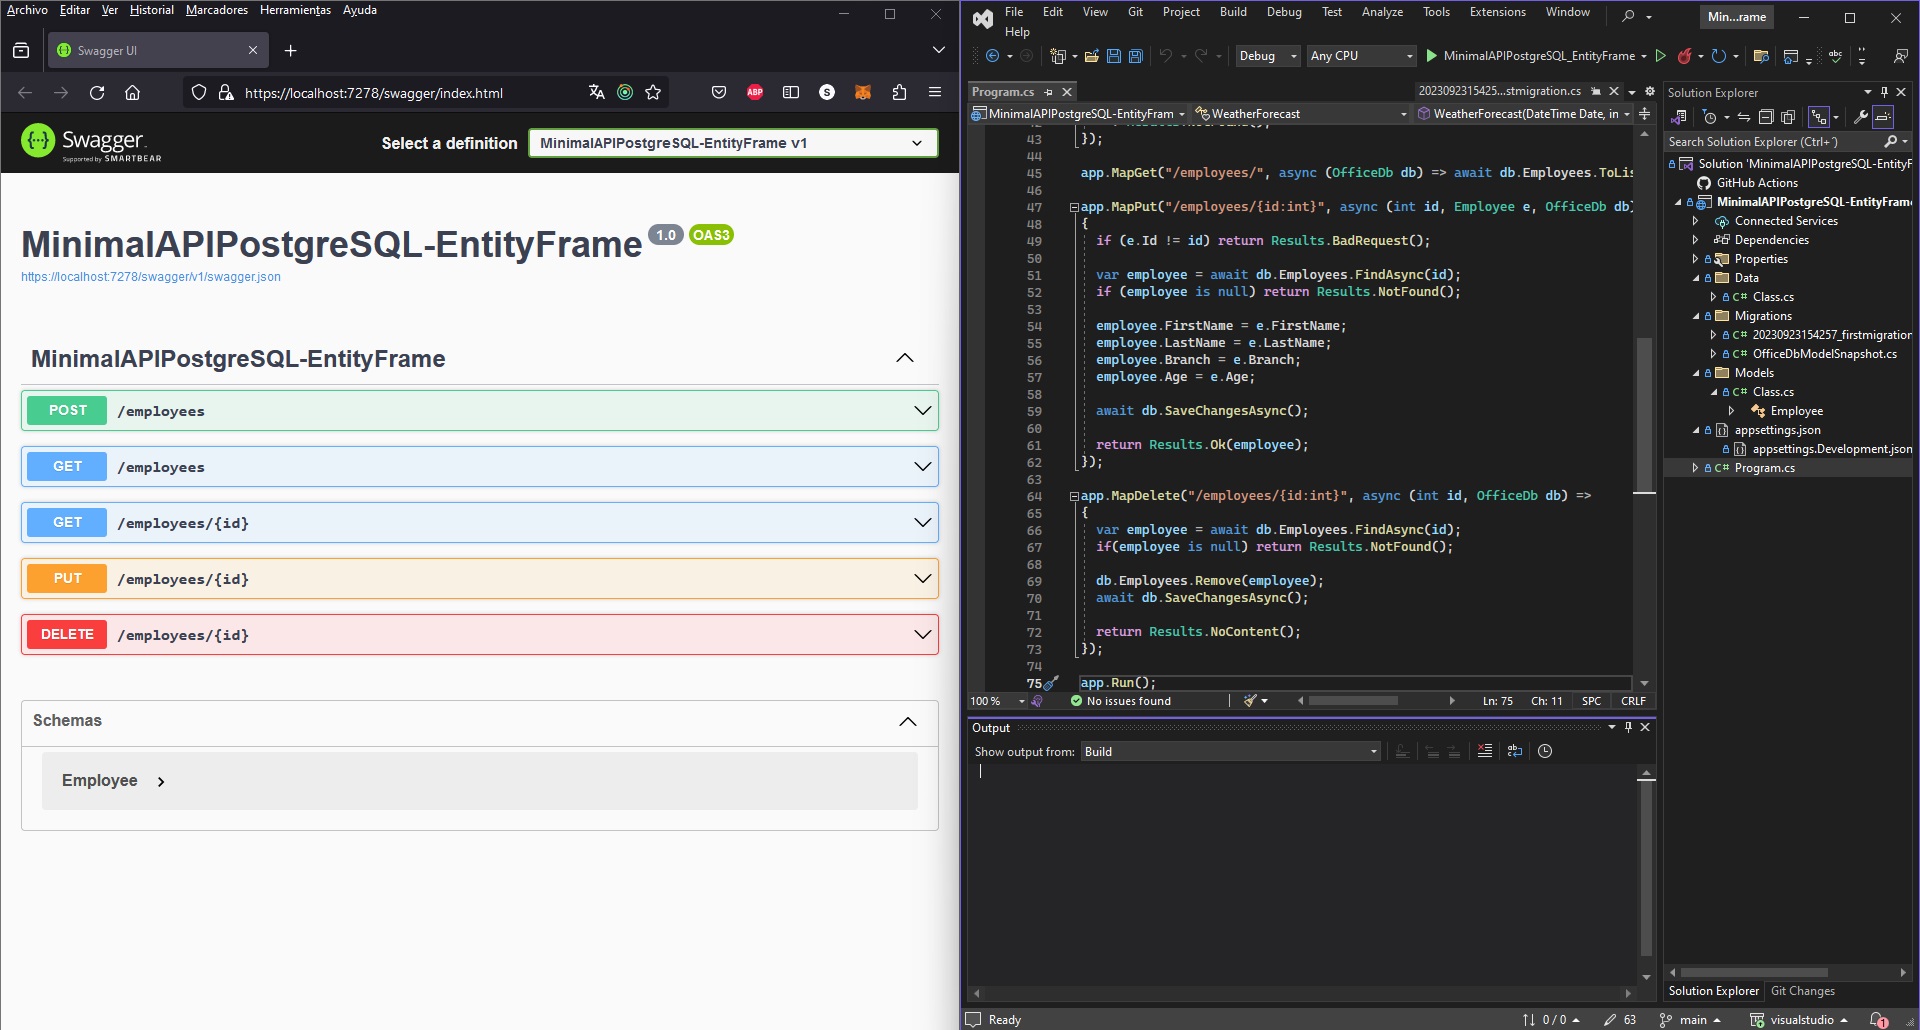 Archivo Editar Ver Historial Marcadores Herramientas Ayuda
Swagger UI
https://localhost:7278/swagger/index.html
ABP
S
Swagger
Supported by SMARTBEAR
Select a definition
MinimalAPIPostgreSQL-EntityFrame v1
MinimalAPIPostgreSQL-EntityFrame 1.0 OAS3
https://localhost:7278/swagger/v1/swagger.json
MinimalAPIPostgreSQL-EntityFrame
POST /employees
GET /employees
GET /employees/{id}
PUT /employees/{id}
DELETE /employees/{id}
Schemas
Employee
File Edit View Git Project Build Debug Test Analyze Tools Extensions Window
Help
Min...rame
Debug Any CPU MinimalAPIPostgreSQL_EntityFrame
Program.cs 2023092315425...stmigration.cs
MinimalAPIPostgreSQL-EntityFram WeatherForecast WeatherForecast(DateTime Date, in
43 });
44
45 app.MapGet("/employees/", async (OfficeDb db) => await db.Employees.ToLis
46
47 app.MapPut("/employees/{id:int}", async (int id, Employee e, OfficeDb db)
48 {
49 if (e.Id != id) return Results.BadRequest();
50
51 var employee = await db.Employees.FindAsync(id);
52 if (employee is null) return Results.NotFound();
53
54 employee.FirstName = e.FirstName;
55 employee.LastName = e.LastName;
56 employee.Branch = e.Branch;
57 employee.Age = e.Age;
58
59 await db.SaveChangesAsync();
60
61 return Results.Ok(employee);
62 });
63
64 app.MapDelete("/employees/{id:int}", async (int id, OfficeDb db) =>
65 {
66 var employee = await db.Employees.FindAsync(id);
67 if(employee is null) return Results.NotFound();
68
69 db.Employees.Remove(employee);
70 await db.SaveChangesAsync();
71
72 return Results.NoContent();
73 });
74
75 app.Run();
100 % No issues found Ln: 75 Ch: 11 SPC CRLF
Output
Show output from: Build
Solution Explorer
Search Solution Explorer (Ctrl+´)
Solution 'MinimalAPIPostgreSQL-EntityF
GitHub Actions
MinimalAPIPostgreSQL-EntityFrame
Connected Services
Dependencies
Properties
Data
C# Class.cs
Migrations
C# 20230923154257_firstmigration
C# OfficeDbModelSnapshot.cs
Models
C# Class.cs
Employee
appsettings.json
appsettings.Development.json
C# Program.cs
Solution Explorer Git Changes
Ready 0 / 0 63 main visualstudio 1